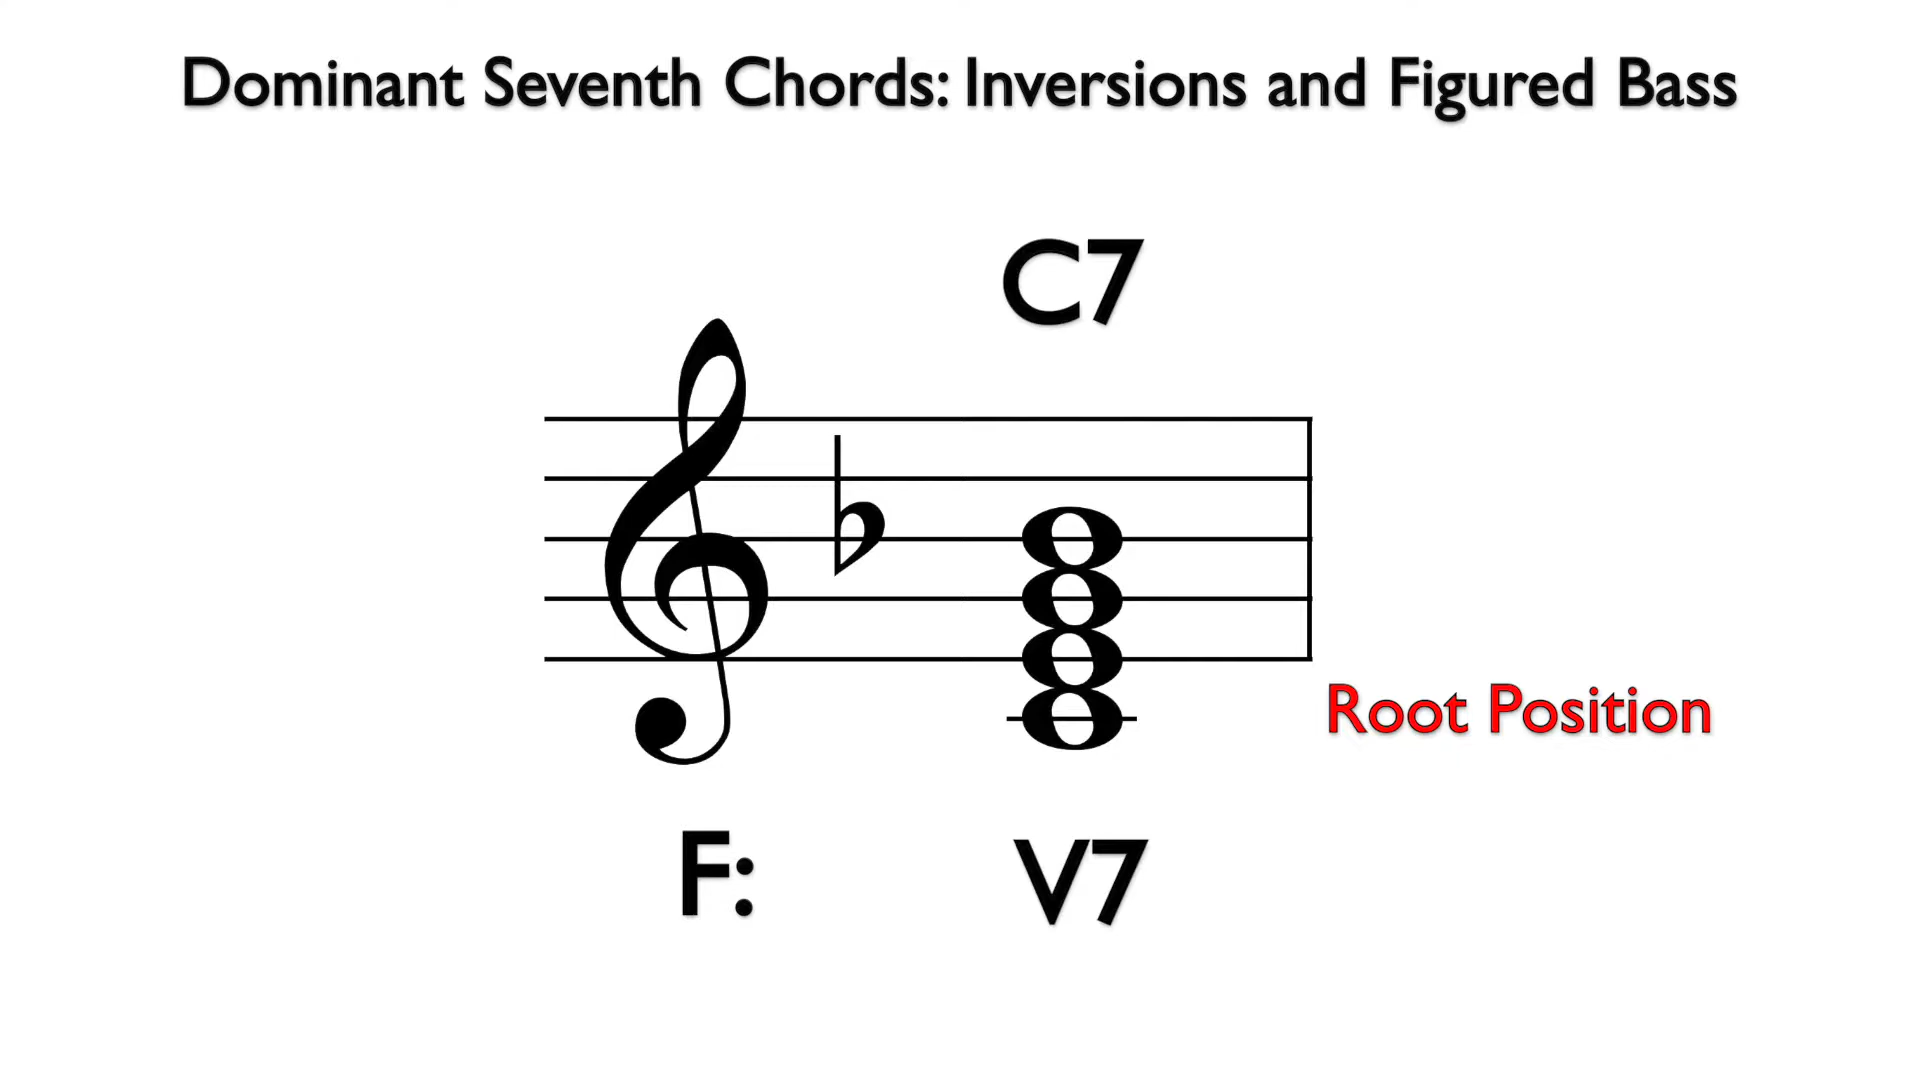 Dominant Seventh Chords: Inversions and Figured Bass
C7
Root Position
F: V7